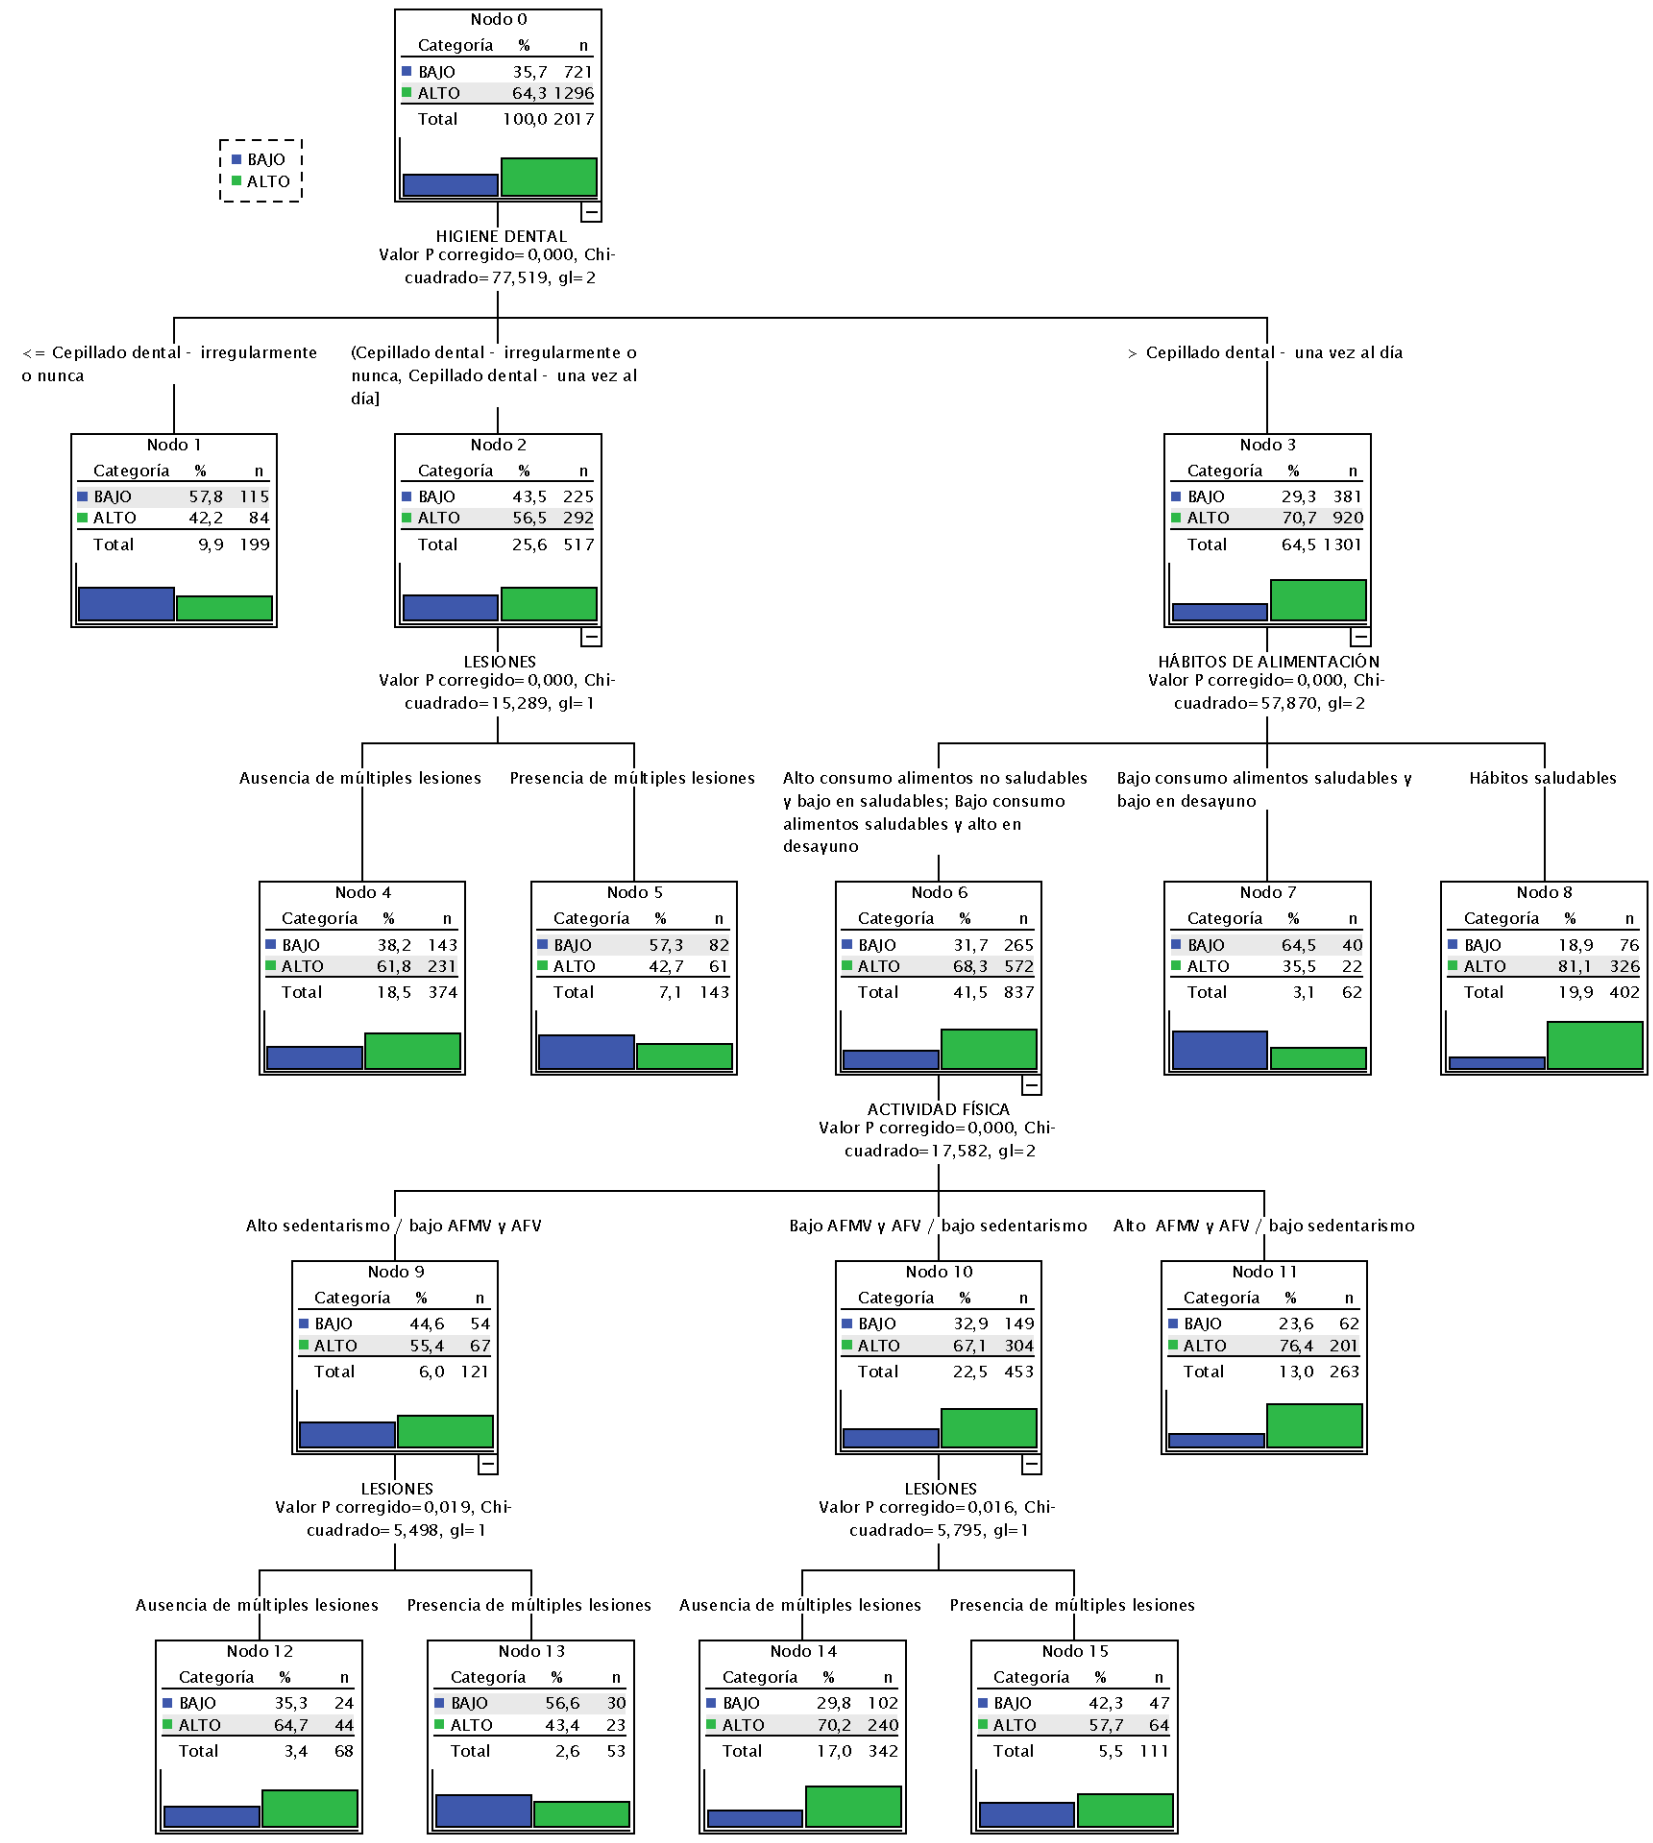 Nodo 0
Categoría % n
BAJO 35,7 721
ALTO 64,3 1296
Total 100,0 2017
BAJO
ALTO
HIGIENE DENTAL
Valor P corregido=0,000, Chi-
cuadrado=77,519, gl=2
<= Cepillado dental - irregularmente
o nunca
(Cepillado dental - irregularmente o
nunca, Cepillado dental - una vez al
día]
> Cepillado dental - una vez al día
Nodo 1
Categoría % n
BAJO 57,8 115
ALTO 42,2 84
Total 9,9 199
Nodo 2
Categoría % n
BAJO 43,5 225
ALTO 56,5 292
Total 25,6 517
Nodo 3
Categoría % n
BAJO 29,3 381
ALTO 70,7 920
Total 64,5 1301
LESIONES
Valor P corregido=0,000, Chi-
cuadrado=15,289, gl=1
HÁBITOS DE ALIMENTACIÓN
Valor P corregido=0,000, Chi-
cuadrado=57,870, gl=2
Ausencia de múltiples lesiones
Presencia de múltiples lesiones
Alto consumo alimentos no saludables
y bajo en saludables; Bajo consumo
alimentos saludables y alto en
desayuno
Bajo consumo alimentos saludables y
bajo en desayuno
Hábitos saludables
Nodo 4
Categoría % n
BAJO 38,2 143
ALTO 61,8 231
Total 18,5 374
Nodo 5
Categoría % n
BAJO 57,3 82
ALTO 42,7 61
Total 7,1 143
Nodo 6
Categoría % n
BAJO 31,7 265
ALTO 68,3 572
Total 41,5 837
Nodo 7
Categoría % n
BAJO 64,5 40
ALTO 35,5 22
Total 3,1 62
Nodo 8
Categoría % n
BAJO 18,9 76
ALTO 81,1 326
Total 19,9 402
ACTIVIDAD FÍSICA
Valor P corregido=0,000, Chi-
cuadrado=17,582, gl=2
Alto sedentarismo / bajo AFMV y AFV
Bajo AFMV y AFV / bajo sedentarismo
Alto AFMV y AFV / bajo sedentarismo
Nodo 9
Categoría % n
BAJO 44,6 54
ALTO 55,4 67
Total 6,0 121
Nodo 10
Categoría % n
BAJO 32,9 149
ALTO 67,1 304
Total 22,5 453
Nodo 11
Categoría % n
BAJO 23,6 62
ALTO 76,4 201
Total 13,0 263
LESIONES
Valor P corregido=0,019, Chi-
cuadrado=5,498, gl=1
LESIONES
Valor P corregido=0,016, Chi-
cuadrado=5,795, gl=1
Ausencia de múltiples lesiones
Presencia de múltiples lesiones
Ausencia de múltiples lesiones
Presencia de múltiples lesiones
Nodo 12
Categoría % n
BAJO 35,3 24
ALTO 64,7 44
Total 3,4 68
Nodo 13
Categoría % n
BAJO 56,6 30
ALTO 43,4 23
Total 2,6 53
Nodo 14
Categoría % n
BAJO 29,8 102
ALTO 70,2 240
Total 17,0 342
Nodo 15
Categoría % n
BAJO 42,3 47
ALTO 57,7 64
Total 5,5 111